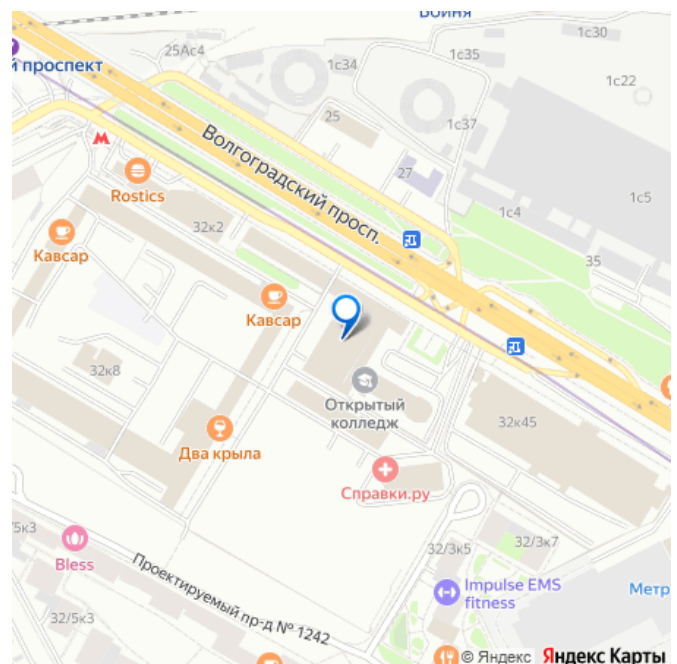 Бойня
1с30
25Ас4
1с34
1с35
й проспект
1с22
1с37
25
Волгоградский просп.
27
Rostics
1с5
1с4
32к2
35
Кавсар
Кавсар
32к8
Открытый
колледж
32к45
Два крыла
Справки.ру
/5к3
32/3к5
32/3к7
Bless
Проектируемый пр-д № 1242
Impulse EMS
fitness
Метр
32/5к3
© Яндекс Яндекс Карты